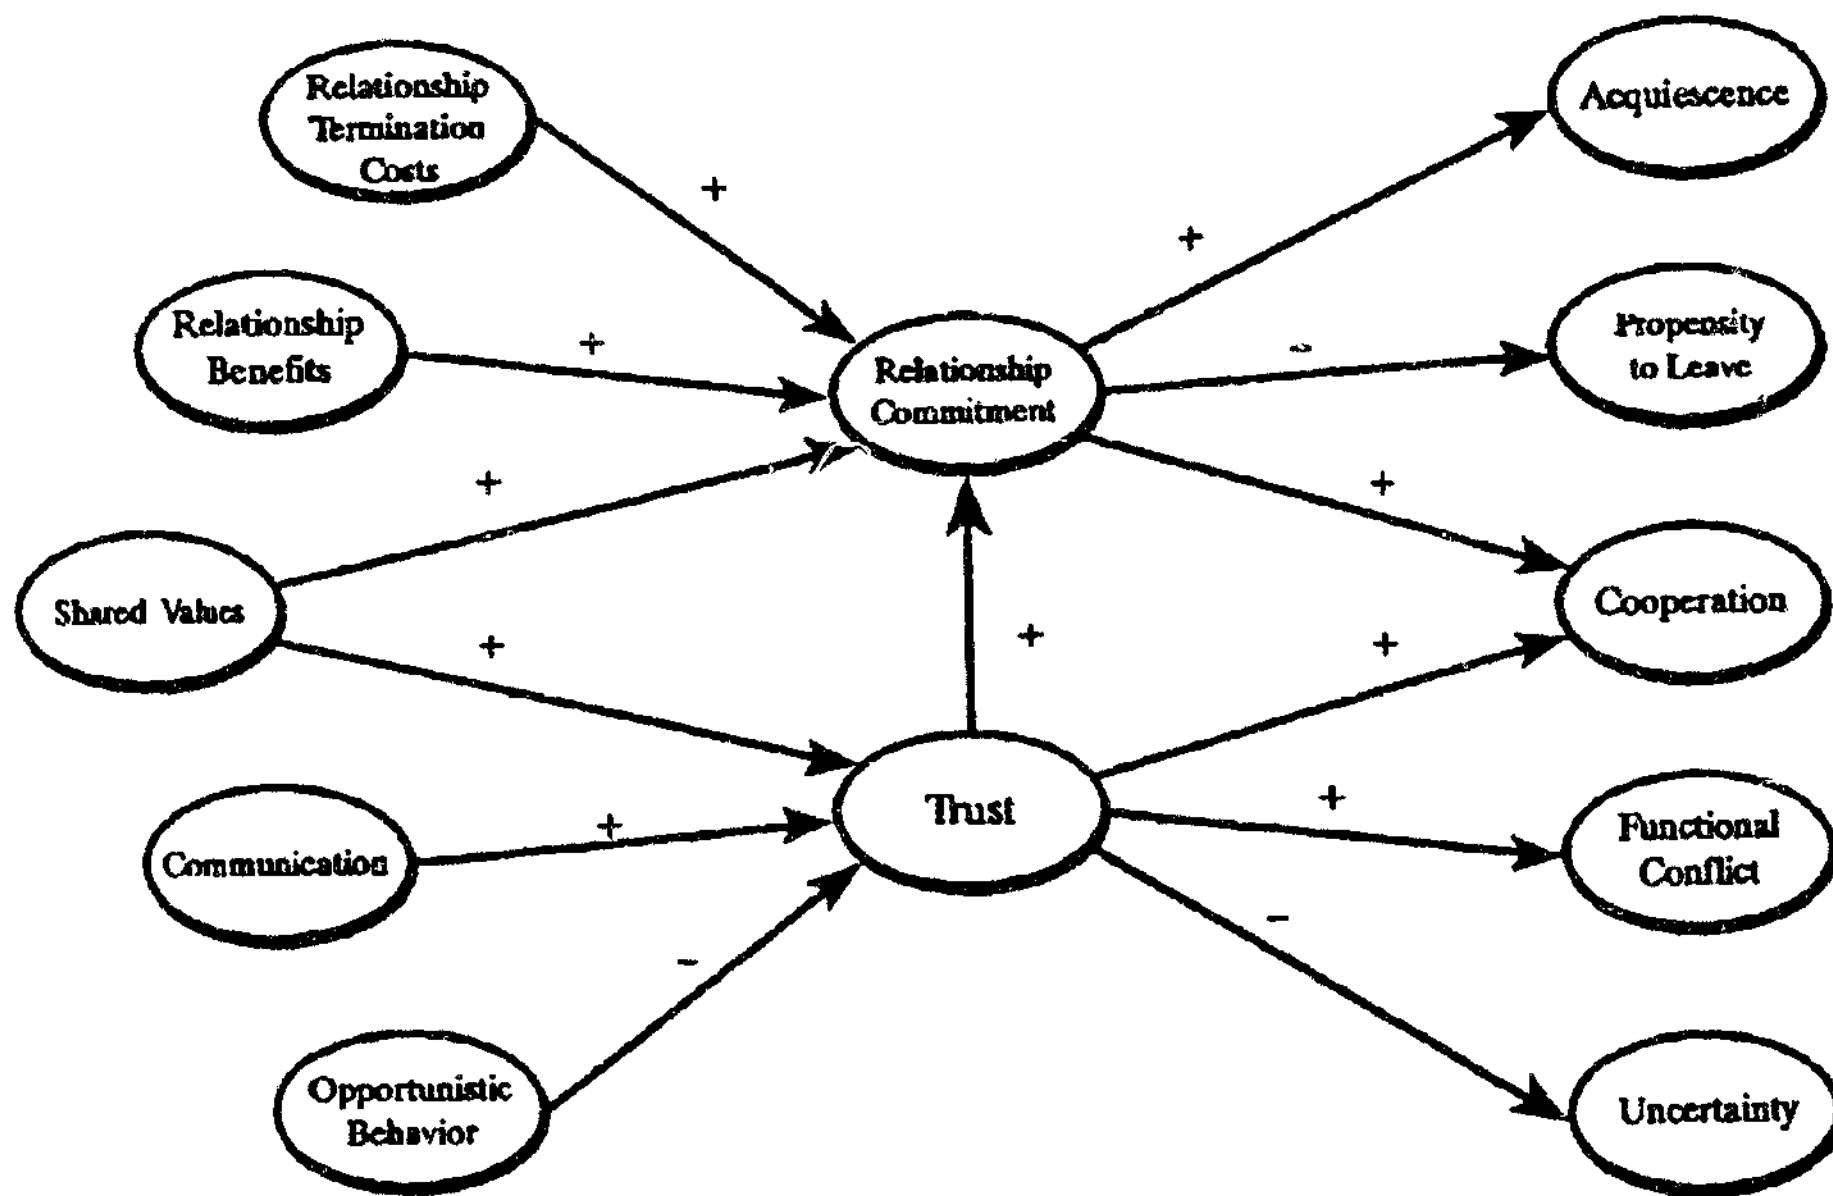 Relationship
Termination
Costs
+
Acquiescence
+
Relationship
Benefits
+
Relationship
Commitment
-
Propensity
to Leave
+
+
Shared Values
+
+
+
Cooperation
Communication
+
Trust
+
Functional
Conflict
-
-
Opportunistic
Behavior
Uncertainty